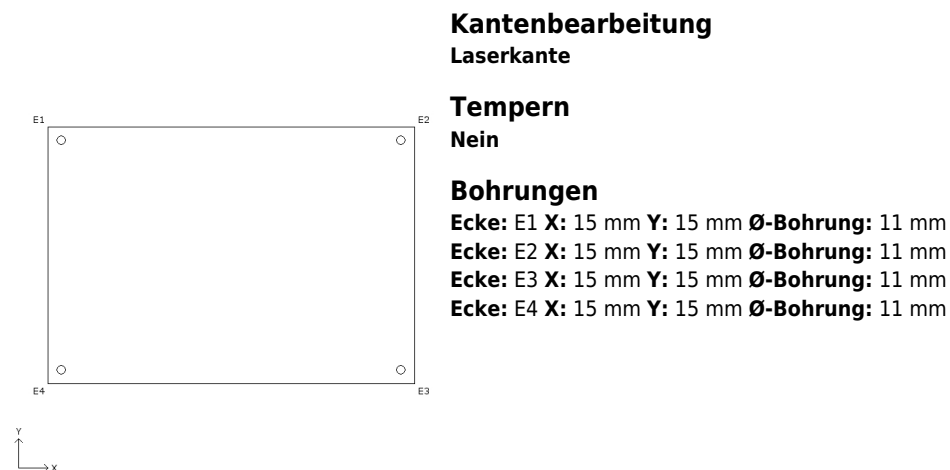 Kantenbearbeitung
Laserkante
Tempern
Nein
Bohrungen
Ecke: E1 X: 15 mm Y: 15 mm Ø-Bohrung: 11 mm
Ecke: E2 X: 15 mm Y: 15 mm Ø-Bohrung: 11 mm
Ecke: E3 X: 15 mm Y: 15 mm Ø-Bohrung: 11 mm
Ecke: E4 X: 15 mm Y: 15 mm Ø-Bohrung: 11 mm
E1
E2
E4
E3
Y
X